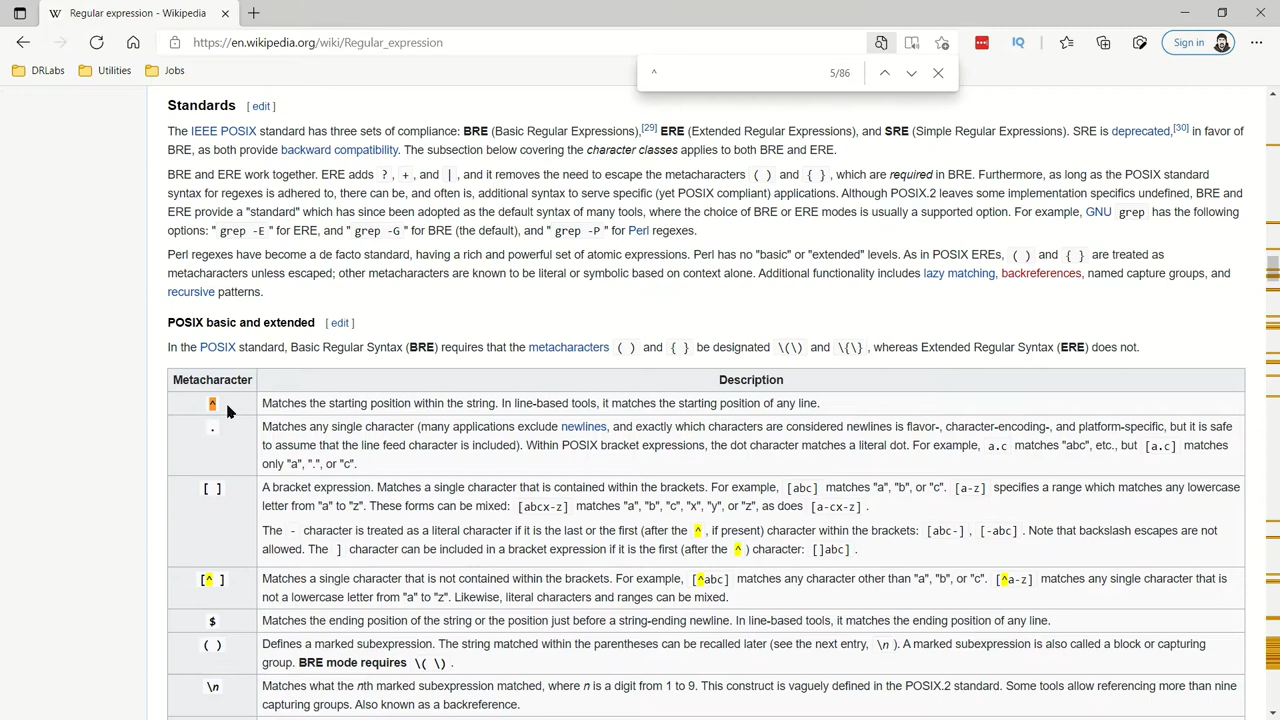 Regular expression - Wikipedia
https://en.wikipedia.org/wiki/Regular_expression
IQ
Sign in
DRLabs
Utilities
Jobs
^
5/86
Standards [ edit ]
The IEEE POSIX standard has three sets of compliance: BRE (Basic Regular Expressions),[29] ERE (Extended Regular Expressions), and SRE (Simple Regular Expressions). SRE is deprecated,[30] in favor of
BRE, as both provide backward compatibility. The subsection below covering the character classes applies to both BRE and ERE.
BRE and ERE work together. ERE adds ? , + , and | , and it removes the need to escape the metacharacters ( ) and { } , which are required in BRE. Furthermore, as long as the POSIX standard
syntax for regexes is adhered to, there can be, and often is, additional syntax to serve specific (yet POSIX compliant) applications. Although POSIX.2 leaves some implementation specifics undefined, BRE and
ERE provide a "standard" which has since been adopted as the default syntax of many tools, where the choice of BRE or ERE modes is usually a supported option. For example, GNU grep has the following
options: " grep -E " for ERE, and " grep -G " for BRE (the default), and " grep -P " for Perl regexes.
Perl regexes have become a de facto standard, having a rich and powerful set of atomic expressions. Perl has no "basic" or "extended" levels. As in POSIX EREs, ( ) and { } are treated as
metacharacters unless escaped; other metacharacters are known to be literal or symbolic based on context alone. Additional functionality includes lazy matching, backreferences, named capture groups, and
recursive patterns.
POSIX basic and extended [ edit ]
In the POSIX standard, Basic Regular Syntax (BRE) requires that the metacharacters ( ) and { } be designated \(\) and \{\} , whereas Extended Regular Syntax (ERE) does not.
Metacharacter Description
^ Matches the starting position within the string. In line-based tools, it matches the starting position of any line.
. Matches any single character (many applications exclude newlines, and exactly which characters are considered newlines is flavor-, character-encoding-, and platform-specific, but it is safe
to assume that the line feed character is included). Within POSIX bracket expressions, the dot character matches a literal dot. For example, a.c matches "abc", etc., but [a.c] matches
only "a", ".", or "c".
[ ] A bracket expression. Matches a single character that is contained within the brackets. For example, [abc] matches "a", "b", or "c". [a-z] specifies a range which matches any lowercase
letter from "a" to "z". These forms can be mixed: [abcx-z] matches "a", "b", "c", "x", "y", or "z", as does [a-cx-z] .
The - character is treated as a literal character if it is the last or the first (after the ^ , if present) character within the brackets: [abc-] , [-abc] . Note that backslash escapes are not
allowed. The ] character can be included in a bracket expression if it is the first (after the ^ ) character: []abc] .
[^ ] Matches a single character that is not contained within the brackets. For example, [^abc] matches any character other than "a", "b", or "c". [^a-z] matches any single character that is
not a lowercase letter from "a" to "z". Likewise, literal characters and ranges can be mixed.
$ Matches the ending position of the string or the position just before a string-ending newline. In line-based tools, it matches the ending position of any line.
( ) Defines a marked subexpression. The string matched within the parentheses can be recalled later (see the next entry, \n ). A marked subexpression is also called a block or capturing
group. BRE mode requires \( \) .
\n Matches what the nth marked subexpression matched, where n is a digit from 1 to 9. This construct is vaguely defined in the POSIX.2 standard. Some tools allow referencing more than nine
capturing groups. Also known as a backreference.